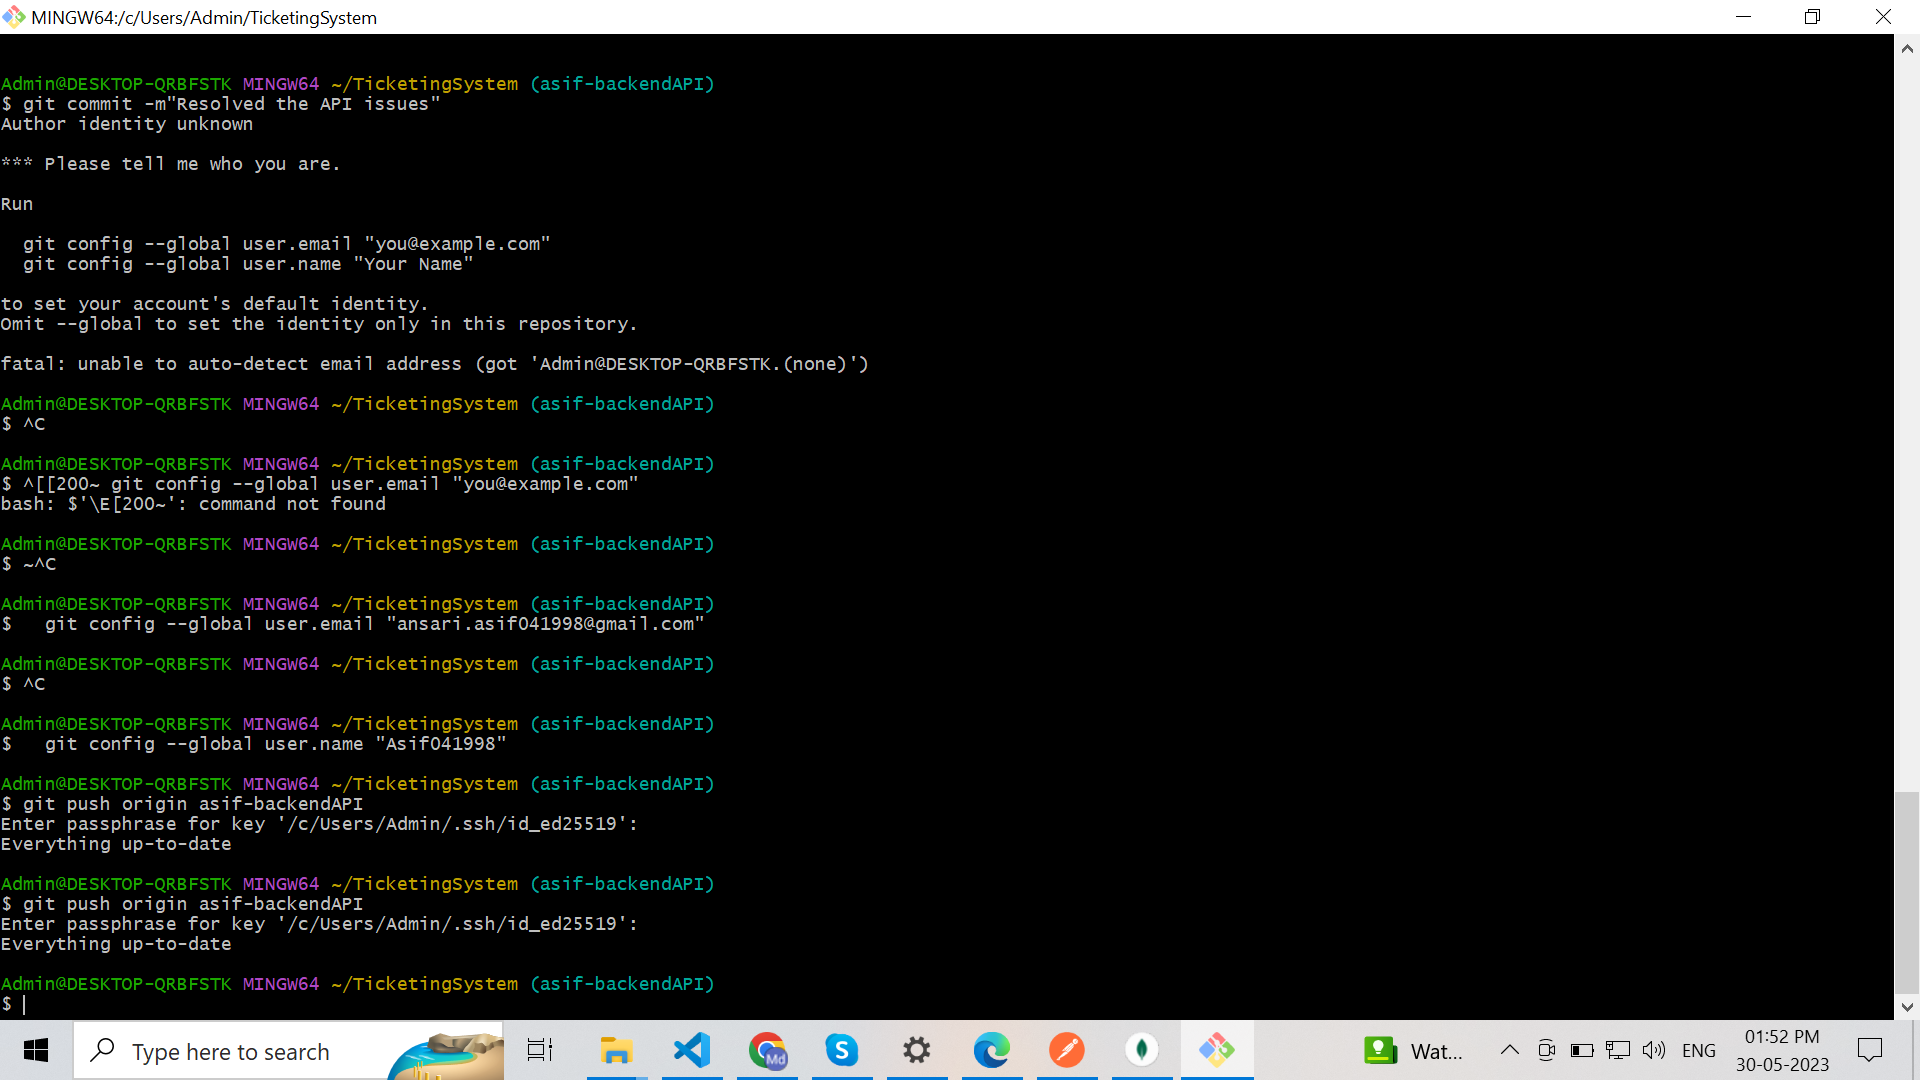 MINGW64:/c/Users/Admin/TicketingSystem
Admin@DESKTOP-QRBFSTK MINGW64 ~/TicketingSystem (asif-backendAPI)
$ git commit -m"Resolved the API issues"
Author identity unknown
*** Please tell me who you are.
Run
git config --global user.email "you@example.com"
git config --global user.name "Your Name"
to set your account's default identity.
Omit --global to set the identity only in this repository.
fatal: unable to auto-detect email address (got 'Admin@DESKTOP-QRBFSTK.(none)')
Admin@DESKTOP-QRBFSTK MINGW64 ~/TicketingSystem (asif-backendAPI)
$ ^C
Admin@DESKTOP-QRBFSTK MINGW64 ~/TicketingSystem (asif-backendAPI)
$ ^[[200~ git config --global user.email "you@example.com"
bash: $'\E[200~': command not found
Admin@DESKTOP-QRBFSTK MINGW64 ~/TicketingSystem (asif-backendAPI)
$ ~^C
Admin@DESKTOP-QRBFSTK MINGW64 ~/TicketingSystem (asif-backendAPI)
$   git config --global user.email "ansari.asif041998@gmail.com"
Admin@DESKTOP-QRBFSTK MINGW64 ~/TicketingSystem (asif-backendAPI)
$ ^C
Admin@DESKTOP-QRBFSTK MINGW64 ~/TicketingSystem (asif-backendAPI)
$   git config --global user.name "Asif041998"
Admin@DESKTOP-QRBFSTK MINGW64 ~/TicketingSystem (asif-backendAPI)
$ git push origin asif-backendAPI
Enter passphrase for key '/c/Users/Admin/.ssh/id_ed25519':
Everything up-to-date
Admin@DESKTOP-QRBFSTK MINGW64 ~/TicketingSystem (asif-backendAPI)
$ git push origin asif-backendAPI
Enter passphrase for key '/c/Users/Admin/.ssh/id_ed25519':
Everything up-to-date
Admin@DESKTOP-QRBFSTK MINGW64 ~/TicketingSystem (asif-backendAPI)
$
Type here to search
Md
S
Wat...
ENG
01:52 PM
30-05-2023